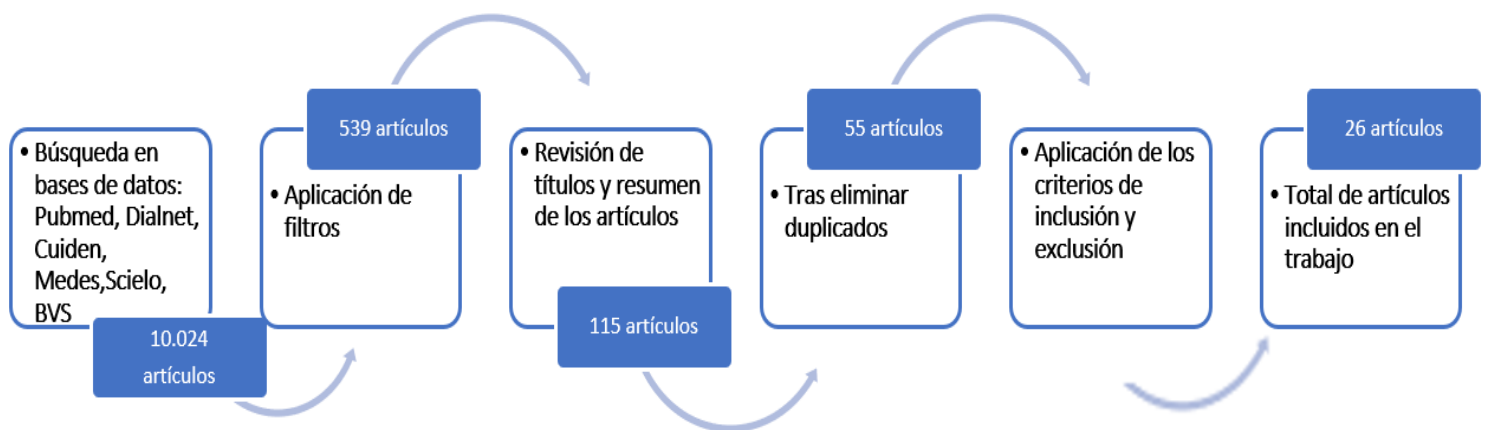 • Búsqueda en
bases de datos:
Pubmed, Dialnet,
Cuiden,
Medes,Scielo,
BVS
10.024
artículos
539 artículos
• Aplicación de
filtros
• Revisión de
títulos y resumen
de los artículos
115 artículos
55 artículos
• Tras eliminar
duplicados
• Aplicación de los
criterios de
inclusión y
exclusión
26 artículos
• Total de artículos
incluidos en el
trabajo